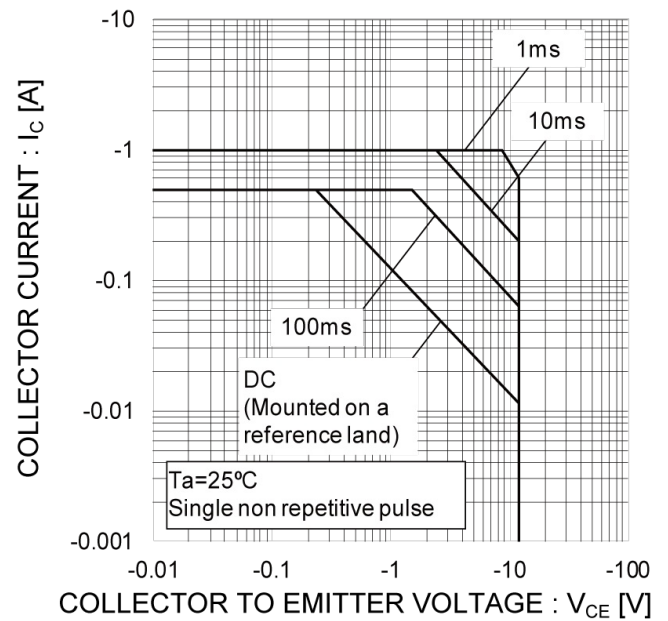 -10
1ms
-1
10ms
-0.1
100ms
DC
(Mounted on a
reference land)
-0.01
Ta=25ºC
Single non repetitive pulse
-0.001
-0.01 -0.1 -1 -10 -100
COLLECTOR CURRENT : IC [A]
COLLECTOR TO EMITTER VOLTAGE : VCE [V]